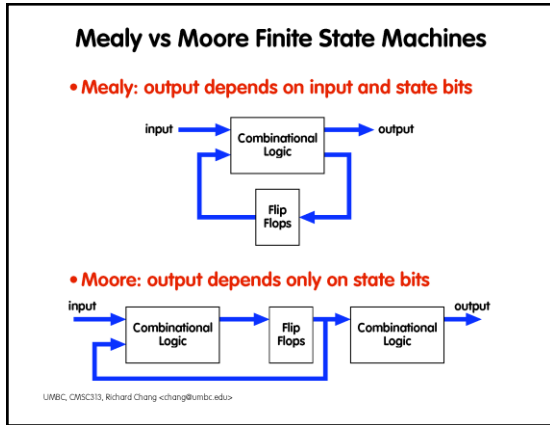 Mealy vs Moore Finite State Machines
• Mealy: output depends on input and state bits
input
Combinational
Logic
output
Flip
Flops
• Moore: output depends only on state bits
input
Combinational
Logic
Flip
Flops
Combinational
Logic
output
UMBC, CMSC313, Richard Chang <chang@umbc.edu>